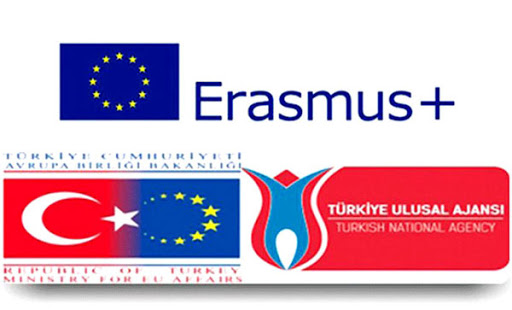 Erasmus+
TÜRKİYE CUMHURİYETİ
AVRUPA BİRLİĞİ BAKANLIĞI
TÜRKİYE ULUSAL AJANSI
TURKISH NATIONAL AGENCY
REPUBLIC OF TURKEY
MINISTRY FOR EU AFFAIRS